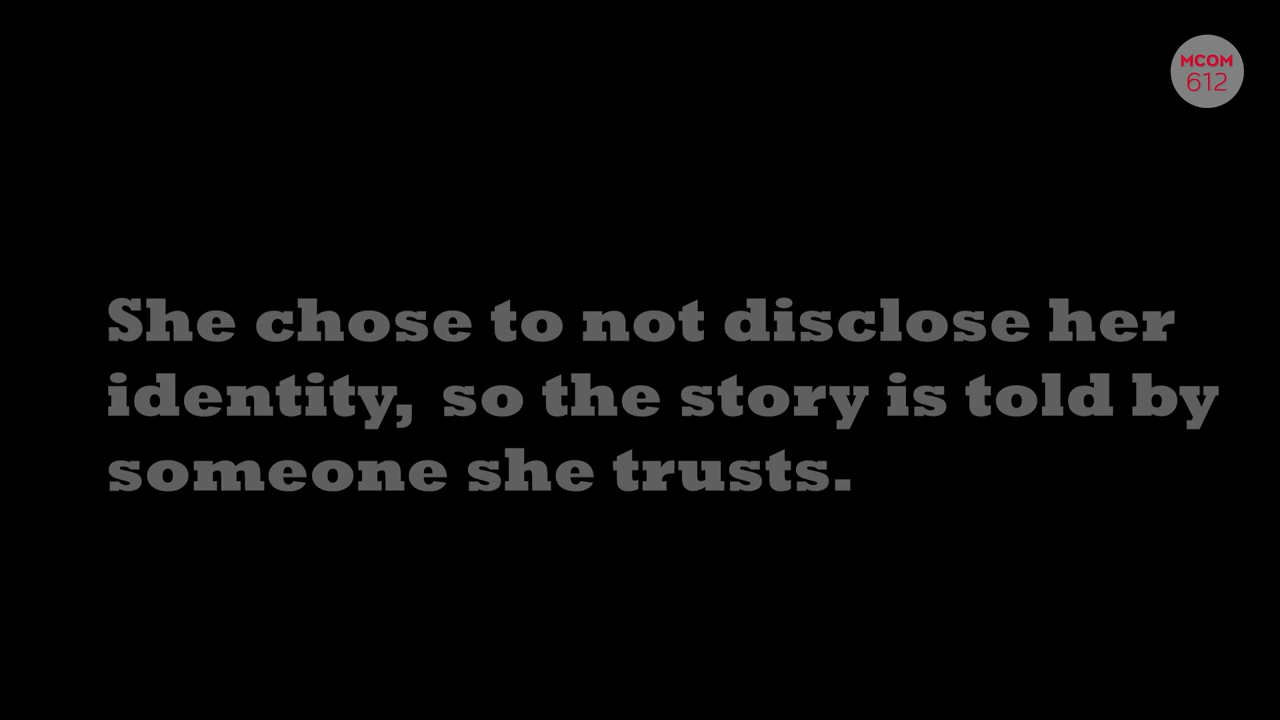 MCOM
612
She chose to not disclose her
identity, so the story is told by
someone she trusts.